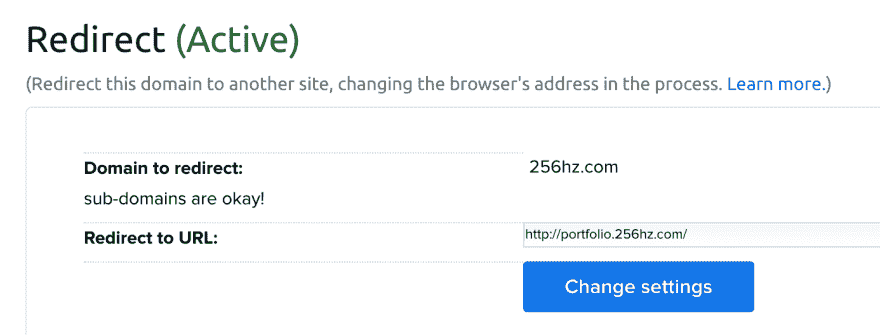 Redirect (Active)
(Redirect this domain to another site, changing the browser's address in the process. Learn more.)
Domain to redirect: 256hz.com
sub-domains are okay!
Redirect to URL: http://portfolio.256hz.com/
Change settings